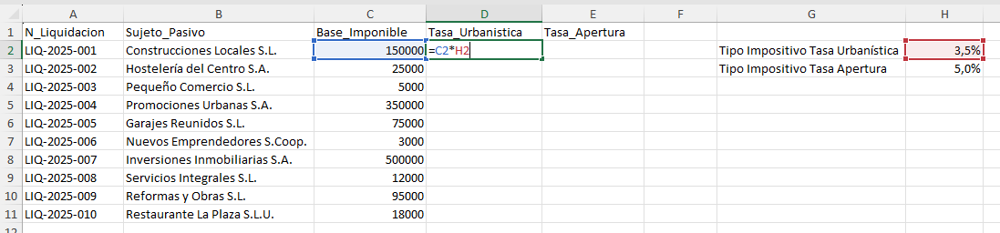 A B C D E F G H
1 N_Liquidacion Sujeto_Pasivo Base_Imponible Tasa_Urbanistica Tasa_Apertura
2 LIQ-2025-001 Construcciones Locales S.L. 150000 =C2*H2 Tipo Impositivo Tasa Urbanística 3,5%
3 LIQ-2025-002 Hostelería del Centro S.A. 25000 Tipo Impositivo Tasa Apertura 5,0%
4 LIQ-2025-003 Pequeño Comercio S.L. 5000
5 LIQ-2025-004 Promociones Urbanas S.A. 350000
6 LIQ-2025-005 Garajes Reunidos S.L. 75000
7 LIQ-2025-006 Nuevos Emprendedores S.Coop. 3000
8 LIQ-2025-007 Inversiones Inmobiliarias S.A. 500000
9 LIQ-2025-008 Servicios Integrales S.L. 12000
10 LIQ-2025-009 Reformas y Obras S.L. 95000
11 LIQ-2025-010 Restaurante La Plaza S.L.U. 18000
12